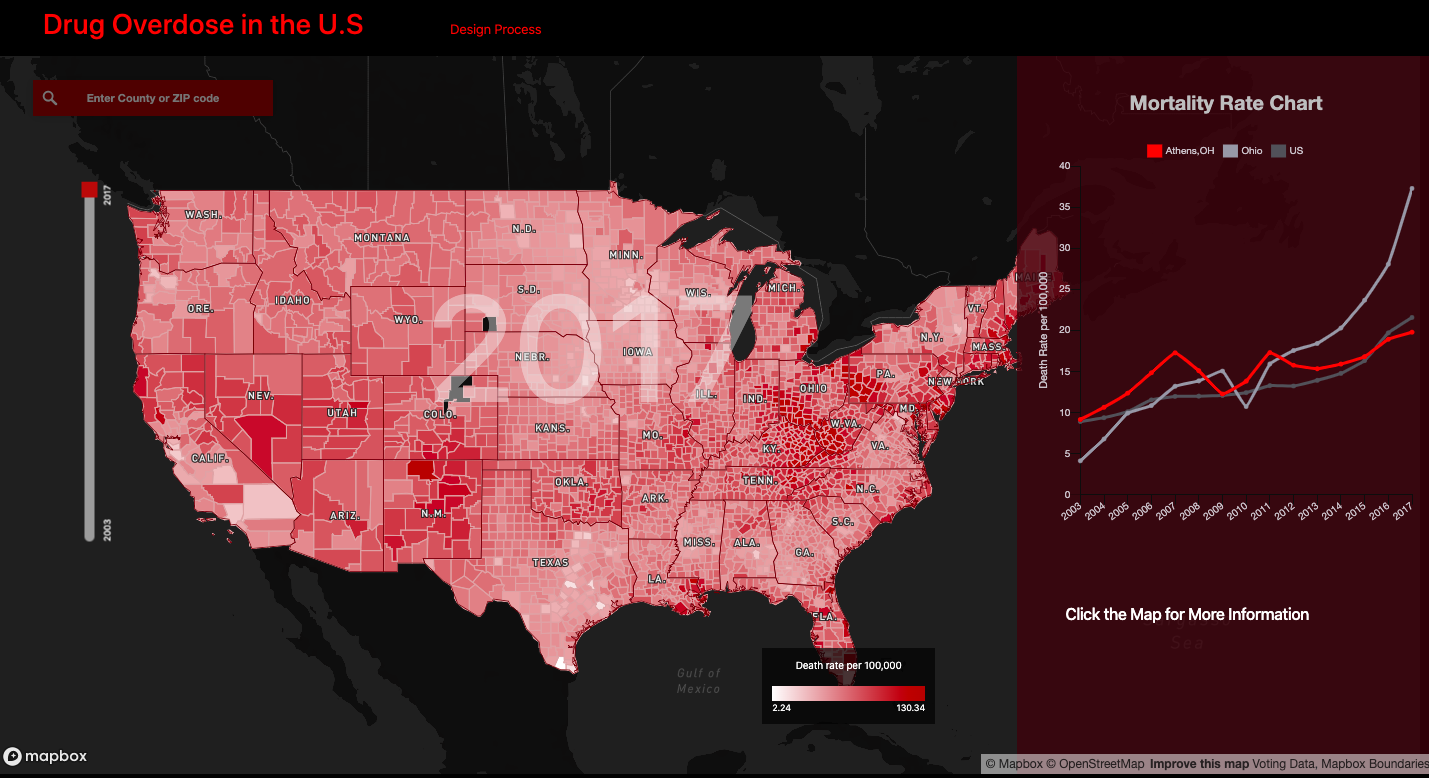 Drug Overdose in the U.S
Design Process
Enter County or ZIP code
2017
2003
2017
WASH.
MONTANA
N.D.
MINN.
ORE.
IDAHO
WYO.
S.D.
WIS.
MICH.
VT.
MAINE
N.Y.
MASS.
NEBR.
IOWA
NEV.
UTAH
COLO.
ILL.
IND.
OHIO
PA.
NEW YORK
MD.
CALIF.
KANS.
MO.
KY.
W.VA.
VA.
ARIZ.
N.M.
OKLA.
ARK.
TENN.
N.C.
TEXAS
LA.
MISS.
ALA.
GA.
S.C.
FLA.
Gulf of
Mexico
Sea
Death rate per 100,000
2.24 130.34
Mortality Rate Chart
Athens,OH Ohio US
Death Rate per 100,000
40
35
30
25
20
15
10
5
0
2003 2004 2005 2006 2007 2008 2009 2010 2011 2012 2013 2014 2015 2016 2017
Click the Map for More Information
mapbox
© Mapbox © OpenStreetMap Improve this map Voting Data, Mapbox Boundaries